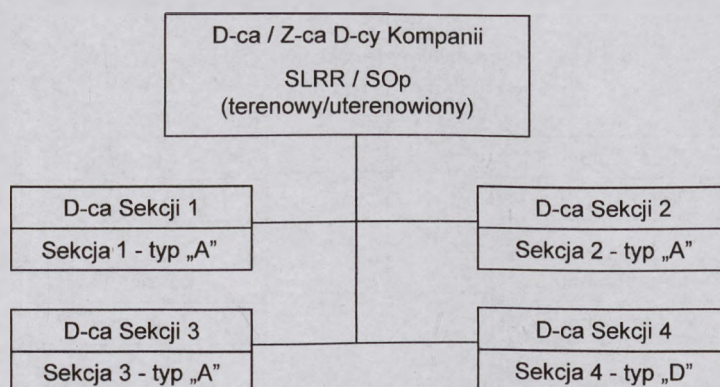 D-ca / Z-ca D-cy Kompanii
SLRR / SOp
(terenowy/uterenowiony)
D-ca Sekcji 1
Sekcja 1 - typ „A”
D-ca Sekcji 2
Sekcja 2 - typ „A”
D-ca Sekcji 3
Sekcja 3 - typ „A”
D-ca Sekcji 4
Sekcja 4 - typ „D”